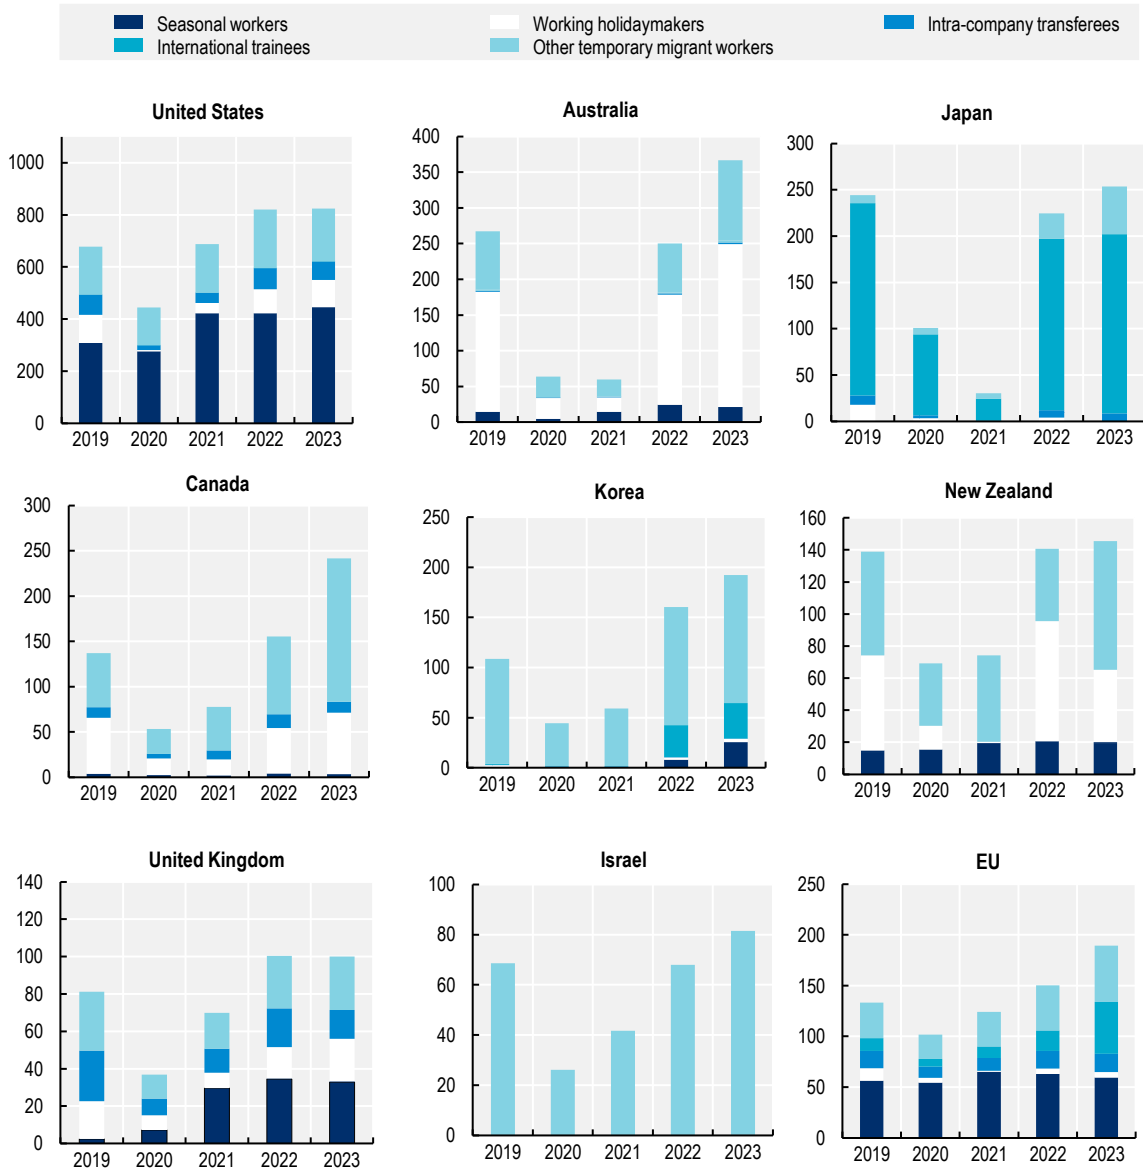 Seasonal workers
Working holidaymakers
Intra-company transferees
International trainees
Other temporary migrant workers
United States
1000
800
600
400
200
0
2019 2020 2021 2022 2023
Australia
400
350
300
250
200
150
100
50
0
2019 2020 2021 2022 2023
Japan
300
250
200
150
100
50
0
2019 2020 2021 2022 2023
Canada
300
250
200
150
100
50
0
2019 2020 2021 2022 2023
Korea
250
200
150
100
50
0
2019 2020 2021 2022 2023
New Zealand
160
140
120
100
80
60
40
20
0
2019 2020 2021 2022 2023
United Kingdom
140
120
100
80
60
40
20
0
2019 2020 2021 2022 2023
Israel
100
80
60
40
20
0
2019 2020 2021 2022 2023
EU
250
200
150
100
50
0
2019 2020 2021 2022 2023